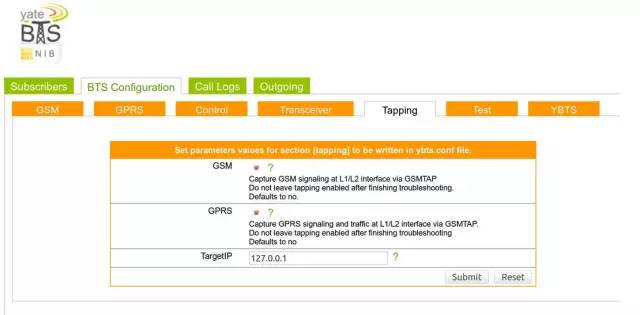 yate
BTS
NIB
Subscribers BTS Configuration Call Logs Outgoing
GSM GPRS Control Transceiver Tapping Test YBTS
Set parameters values for section [tapping] to be written in ybts.conf file.
GSM ?
Capture GSM signaling at L1/L2 interface via GSMTAP
Do not leave tapping enabled after finishing troubleshooting.
Defaults to no.
GPRS ?
Capture GPRS signaling and traffic at L1/L2 interface via GSMTAP.
Do not leave tapping enabled after finishing troubleshooting
Defaults to no
TargetIP 127.0.0.1 ?
Submit Reset